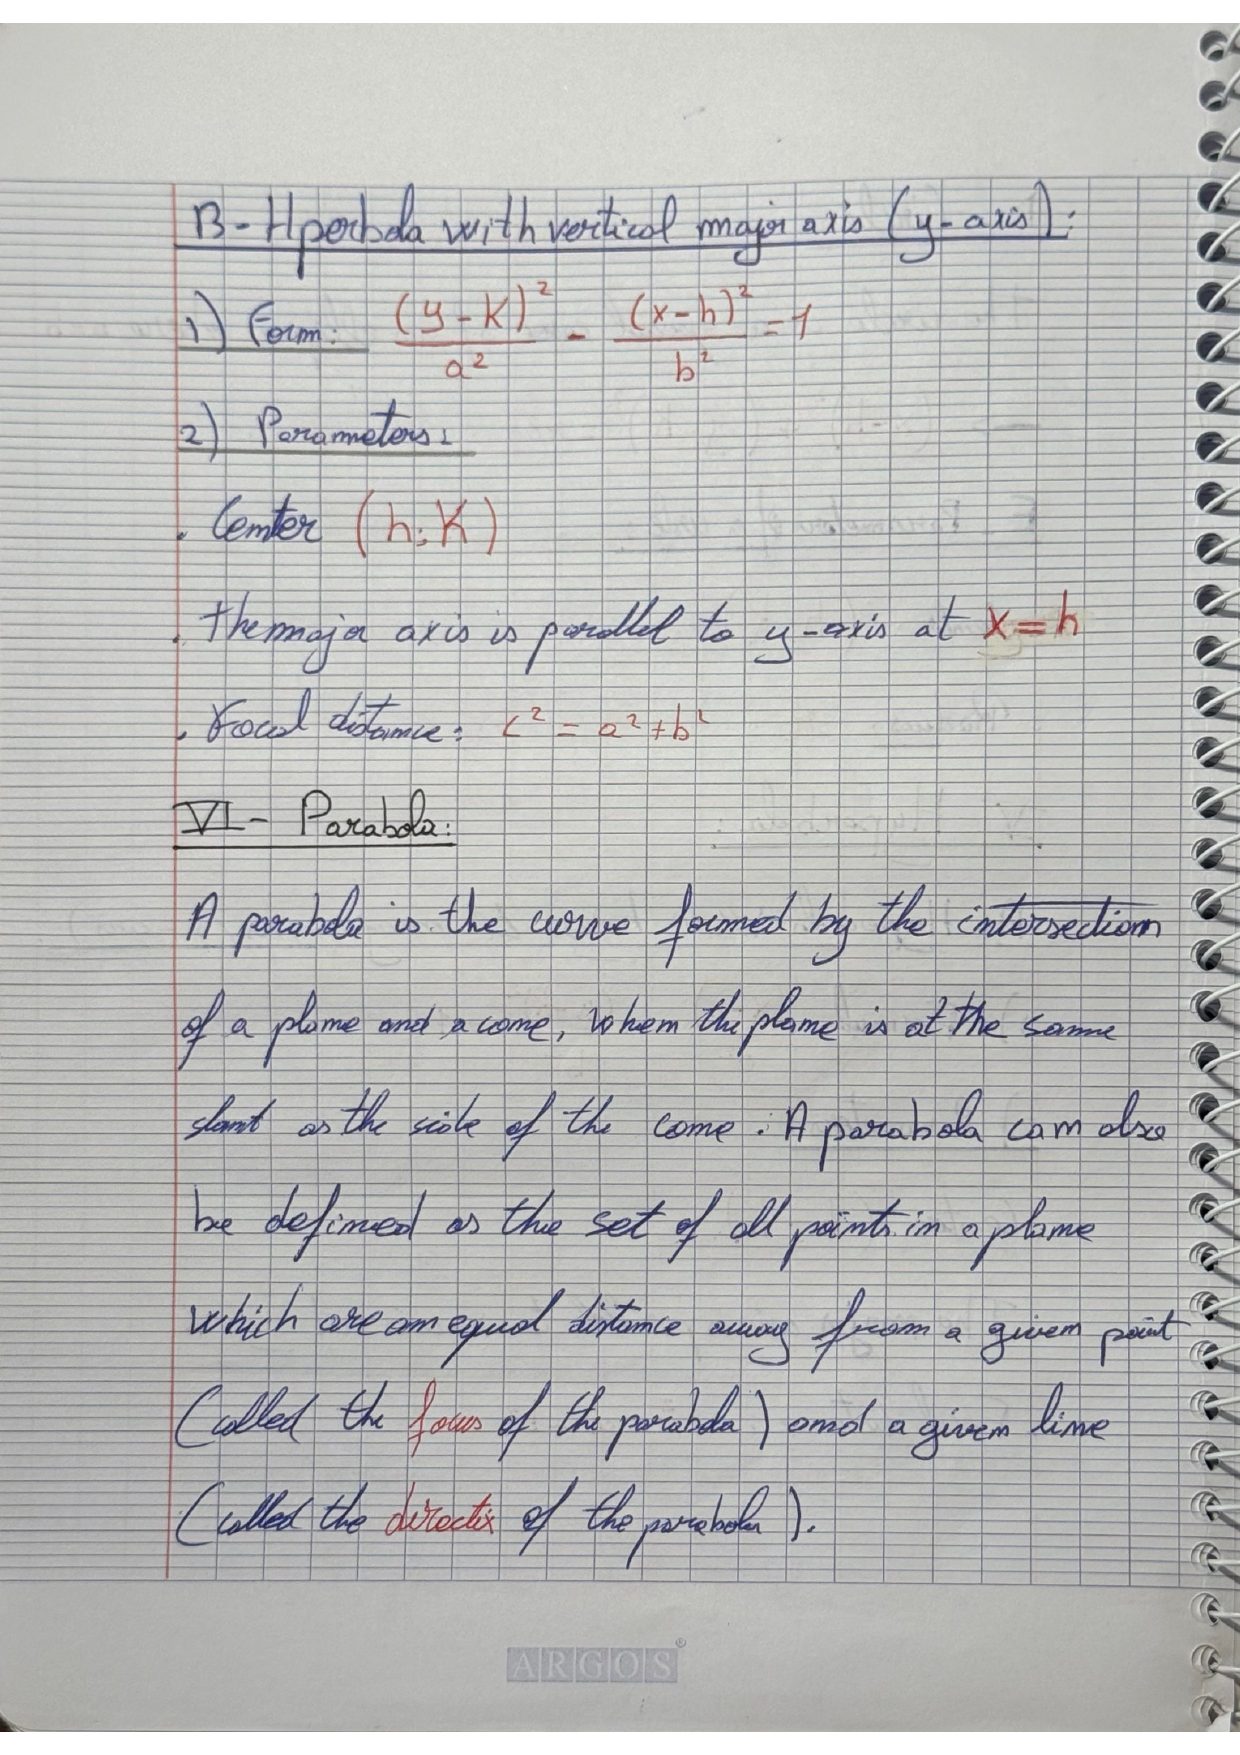 B- Hperbola with vertical major axis (y-axis):
1) Form: (y-K)²/a² - (x-h)²/b² = 1
2) Parameters:
. Center (h; K)
. the major axis is parallel to y-axis at x=h
. Focal distance: c² = a² + b²
VI- Parabola:
A parabola is the curve formed by the intersection
of a plane and a cone, when the plane is at the same
slant as the side of the cone. A parabola can also
be defined as the set of all points in a plane
which are an equal distance away from a given point
(called the focus of the parabola) and a given line
(called the directix of the parabola).
ARGOS®